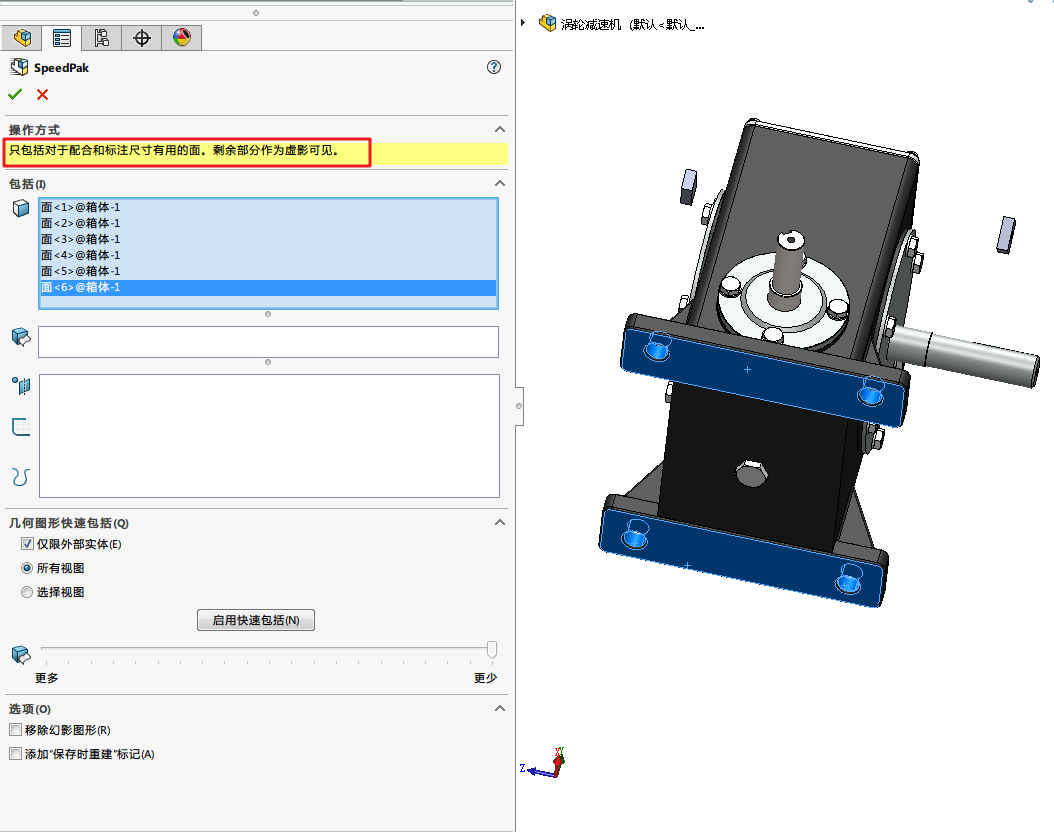 涡轮减速机 (默认<默认_...
SpeedPak
操作方式
只包括对于配合和标注尺寸有用的面。剩余部分作为虚影可见。
包括(I)
面<1>@箱体-1
面<2>@箱体-1
面<3>@箱体-1
面<4>@箱体-1
面<5>@箱体-1
面<6>@箱体-1
几何图形快速包括(Q)
仅限外部实体(E)
所有视图
选择视图
启用快速包括(N)
更多
更少
选项(O)
移除幻影图形(R)
添加"保存时重建"标记(A)
Z